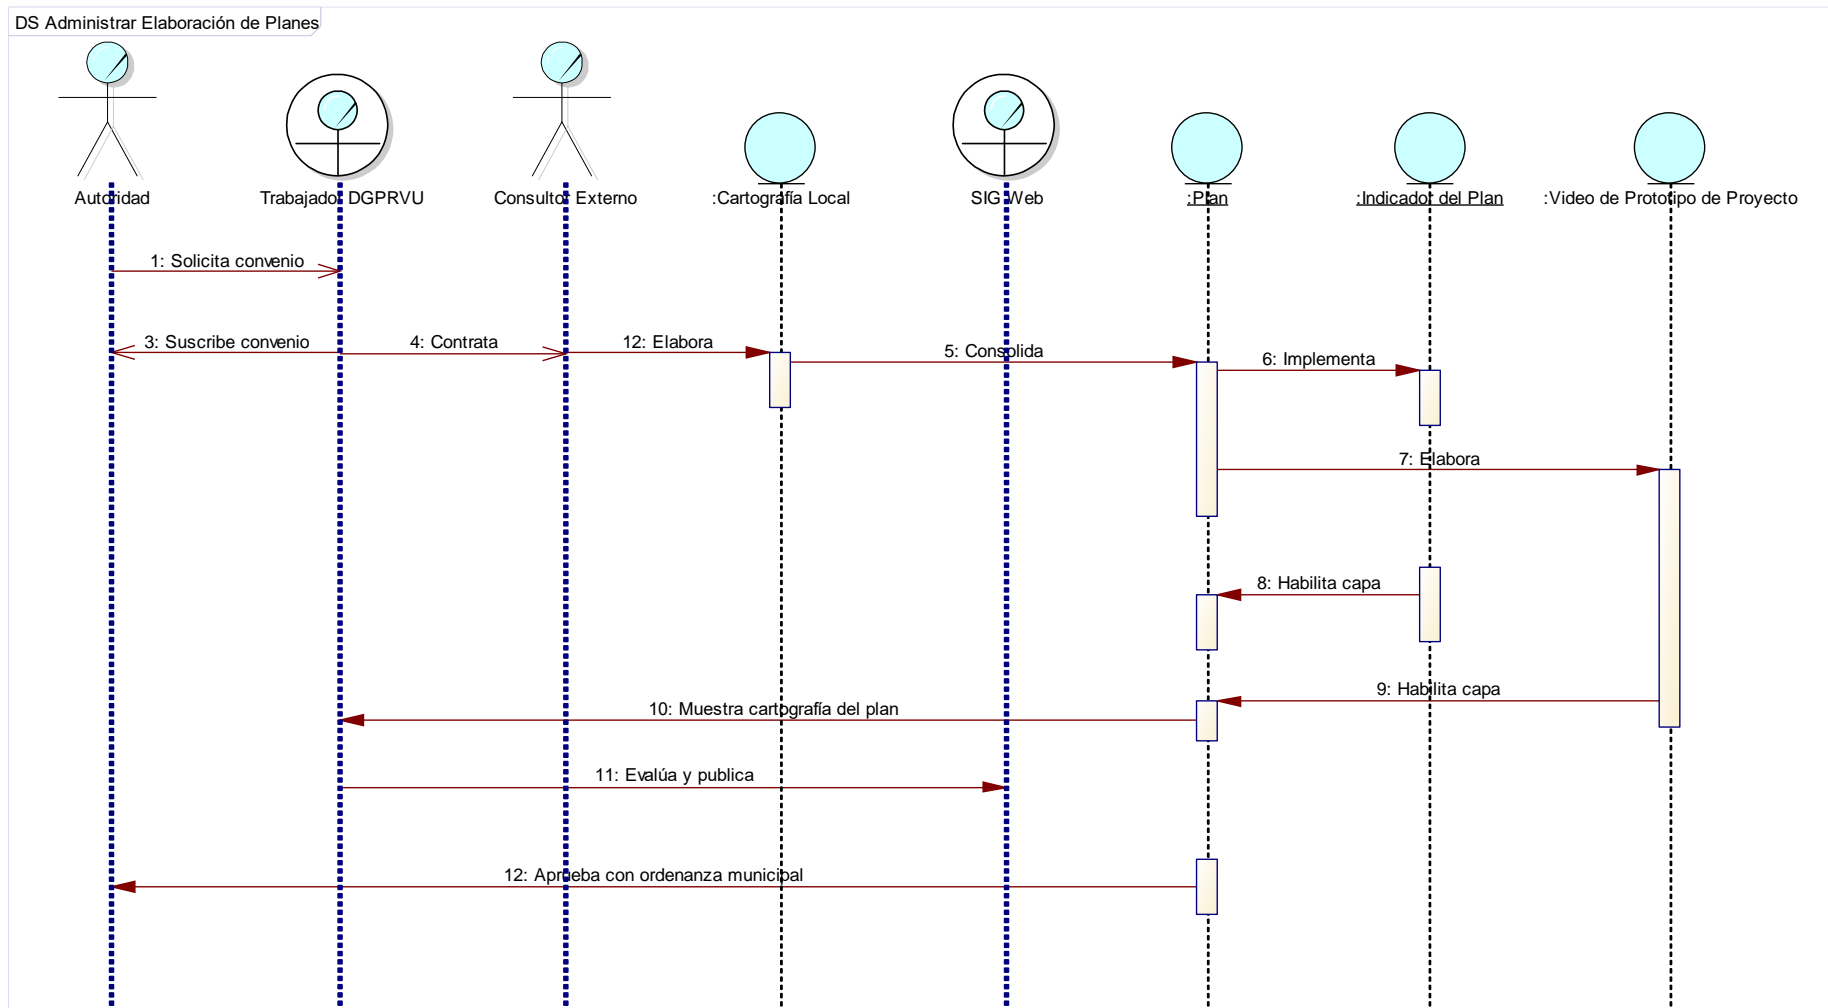 DS Administrar Elaboración de Planes
Autoridad
Trabajador DGPRVU
Consultor Externo
:Cartografía Local
SIG Web
:Plan
:Indicador del Plan
:Video de Prototipo de Proyecto
1: Solicita convenio
3: Suscribe convenio
4: Contrata
12: Elabora
5: Consolida
6: Implementa
7: Elabora
8: Habilita capa
9: Habilita capa
10: Muestra cartografía del plan
11: Evalúa y publica
12: Aprueba con ordenanza municipal